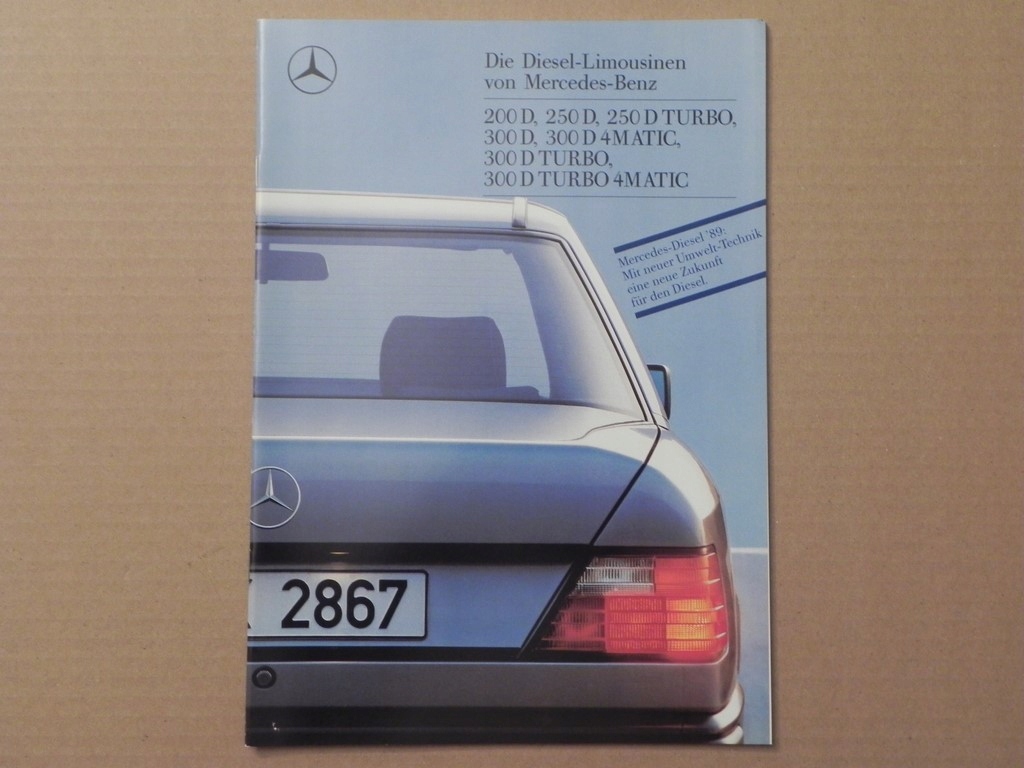 Die Diesel-Limousinen
von Mercedes-Benz
200 D, 250 D, 250 D TURBO,
300 D, 300 D 4MATIC,
300 D TURBO,
300 D TURBO 4MATIC
Mercedes-Diesel '89:
Mit neuer Umwelt-Technik
eine neue Zukunft
für den Diesel.
2867